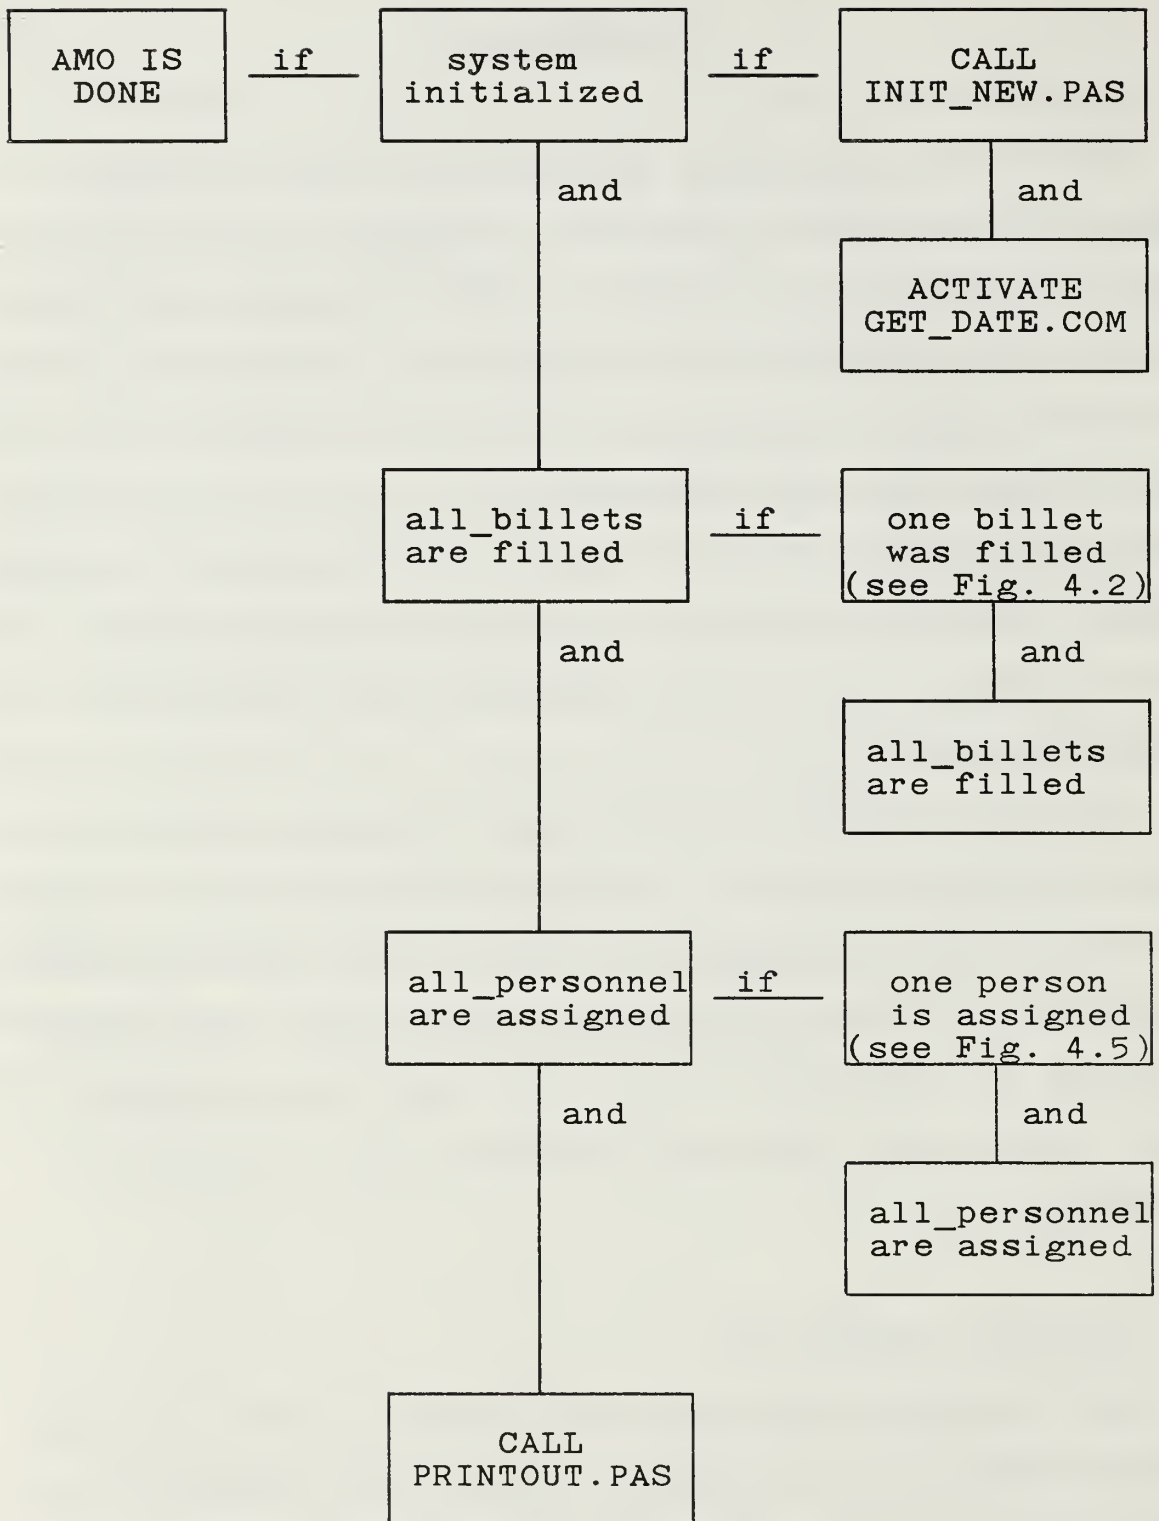 AMO IS
DONE
if
system
initialized
if
CALL
INIT_NEW.PAS
and
and
ACTIVATE
GET_DATE.COM
all_billets
are filled
if
one billet
was filled
(see Fig. 4.2)
and
and
all_billets
are filled
all_personnel
are assigned
if
one person
is assigned
(see Fig. 4.5)
and
and
all_personnel
are assigned
CALL
PRINTOUT.PAS